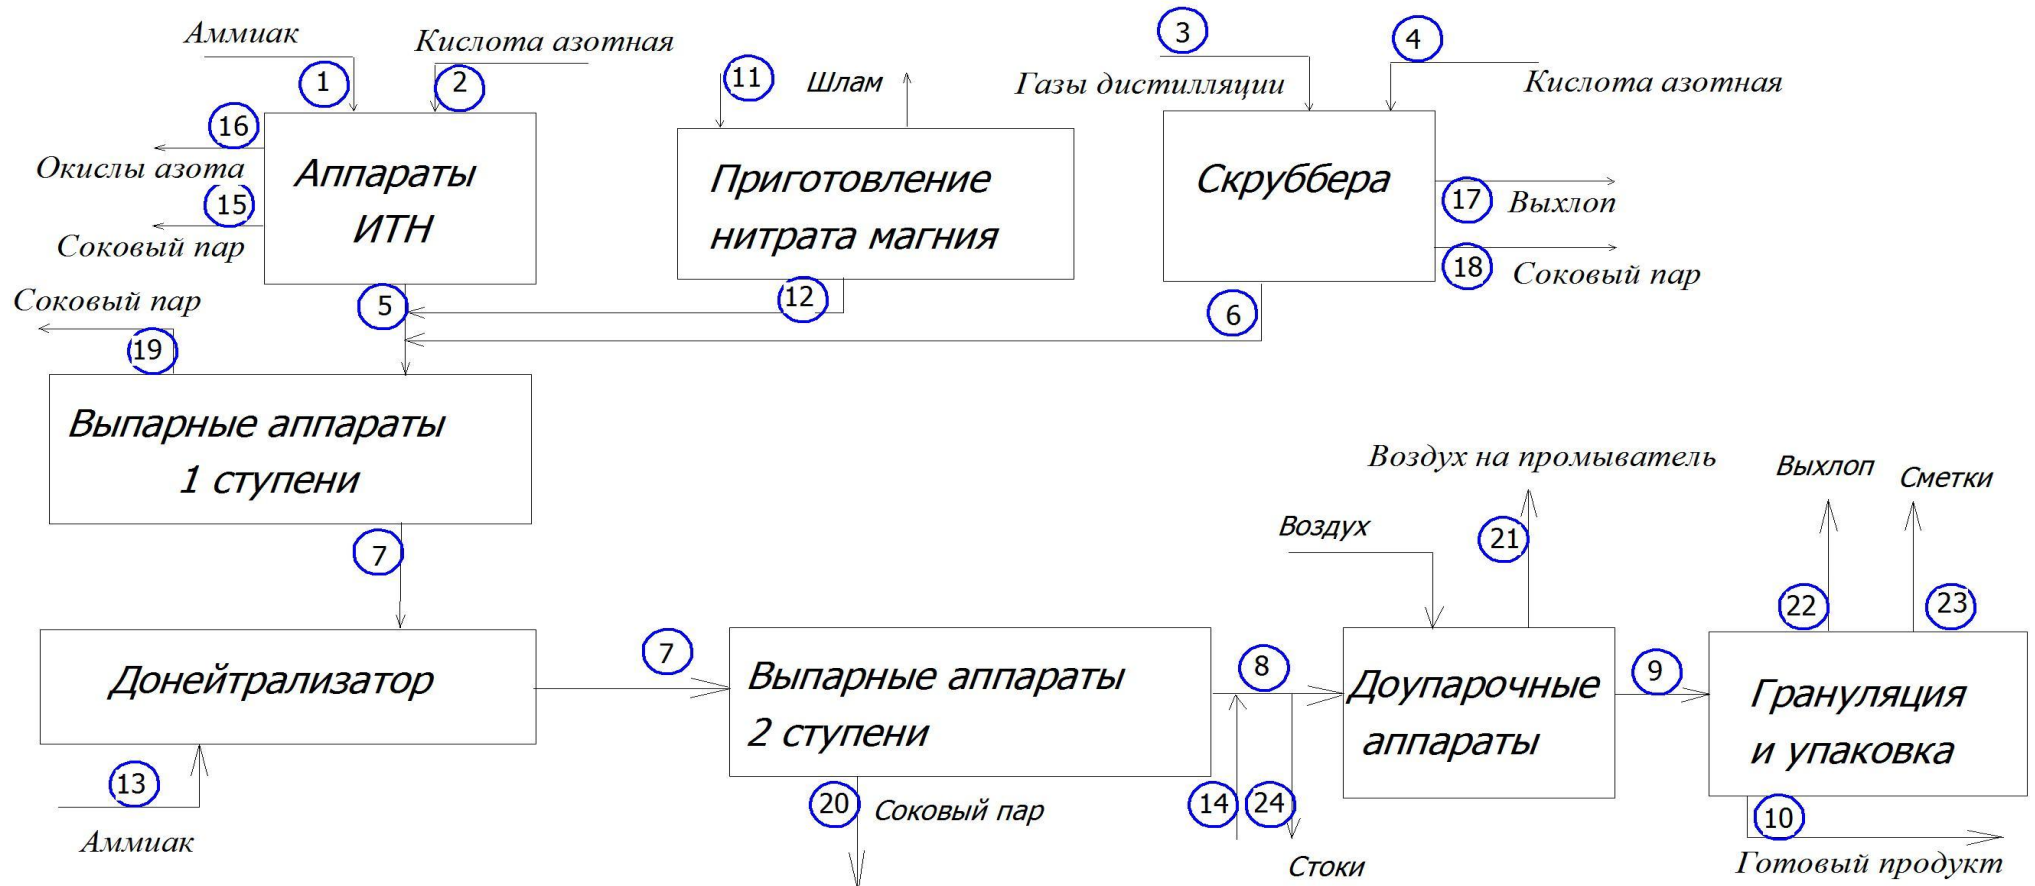 Аммиак
Кислота азотная
1
2
3
4
11
Шлам
Газы дистилляции
Кислота азотная
16
Окислы азота
15
Соковый пар
Аппараты
ИТН
Приготовление
нитрата магния
Скруббера
17
Выхлоп
18
Соковый пар
Соковый пар
5
12
6
19
Выпарные аппараты
1 ступени
7
Воздух на промыватель
Выхлоп
Сметки
Воздух
21
22
23
Донейтрализатор
7
Выпарные аппараты
2 ступени
8
Доупарочные
аппараты
9
Грануляция
и упаковка
13
Аммиак
20
Соковый пар
14
24
Стоки
10
Готовый продукт